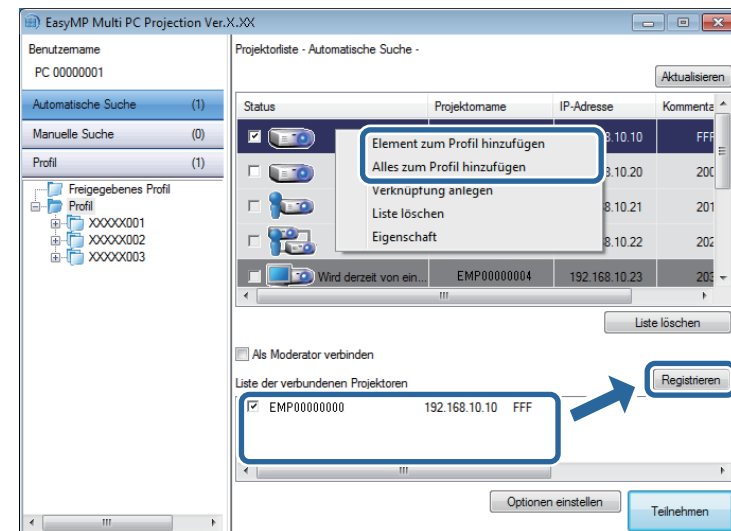 EasyMP Multi PC Projection Ver.X.XX
Benutzername
PC 00000001
Projektorliste - Automatische Suche -
Aktualisieren
Automatische Suche (1)
Manuelle Suche (0)
Profil (1)
Freigegebenes Profil
Profil
XXXXX001
XXXXX002
XXXXX003
Status Projektorname IP-Adresse Kommenta
8.10.10 FFF
8.10.20 200
8.10.21 201
8.10.22 202
Wird derzeit von ein... EMP00000004 192.168.10.23 203
Element zum Profil hinzufügen
Alles zum Profil hinzufügen
Verknüpfung anlegen
Liste löschen
Eigenschaft
Liste löschen
Als Moderator verbinden
Liste der verbundenen Projektoren
Registrieren
EMP00000000 192.168.10.10 FFF
Optionen einstellen
Teilnehmen